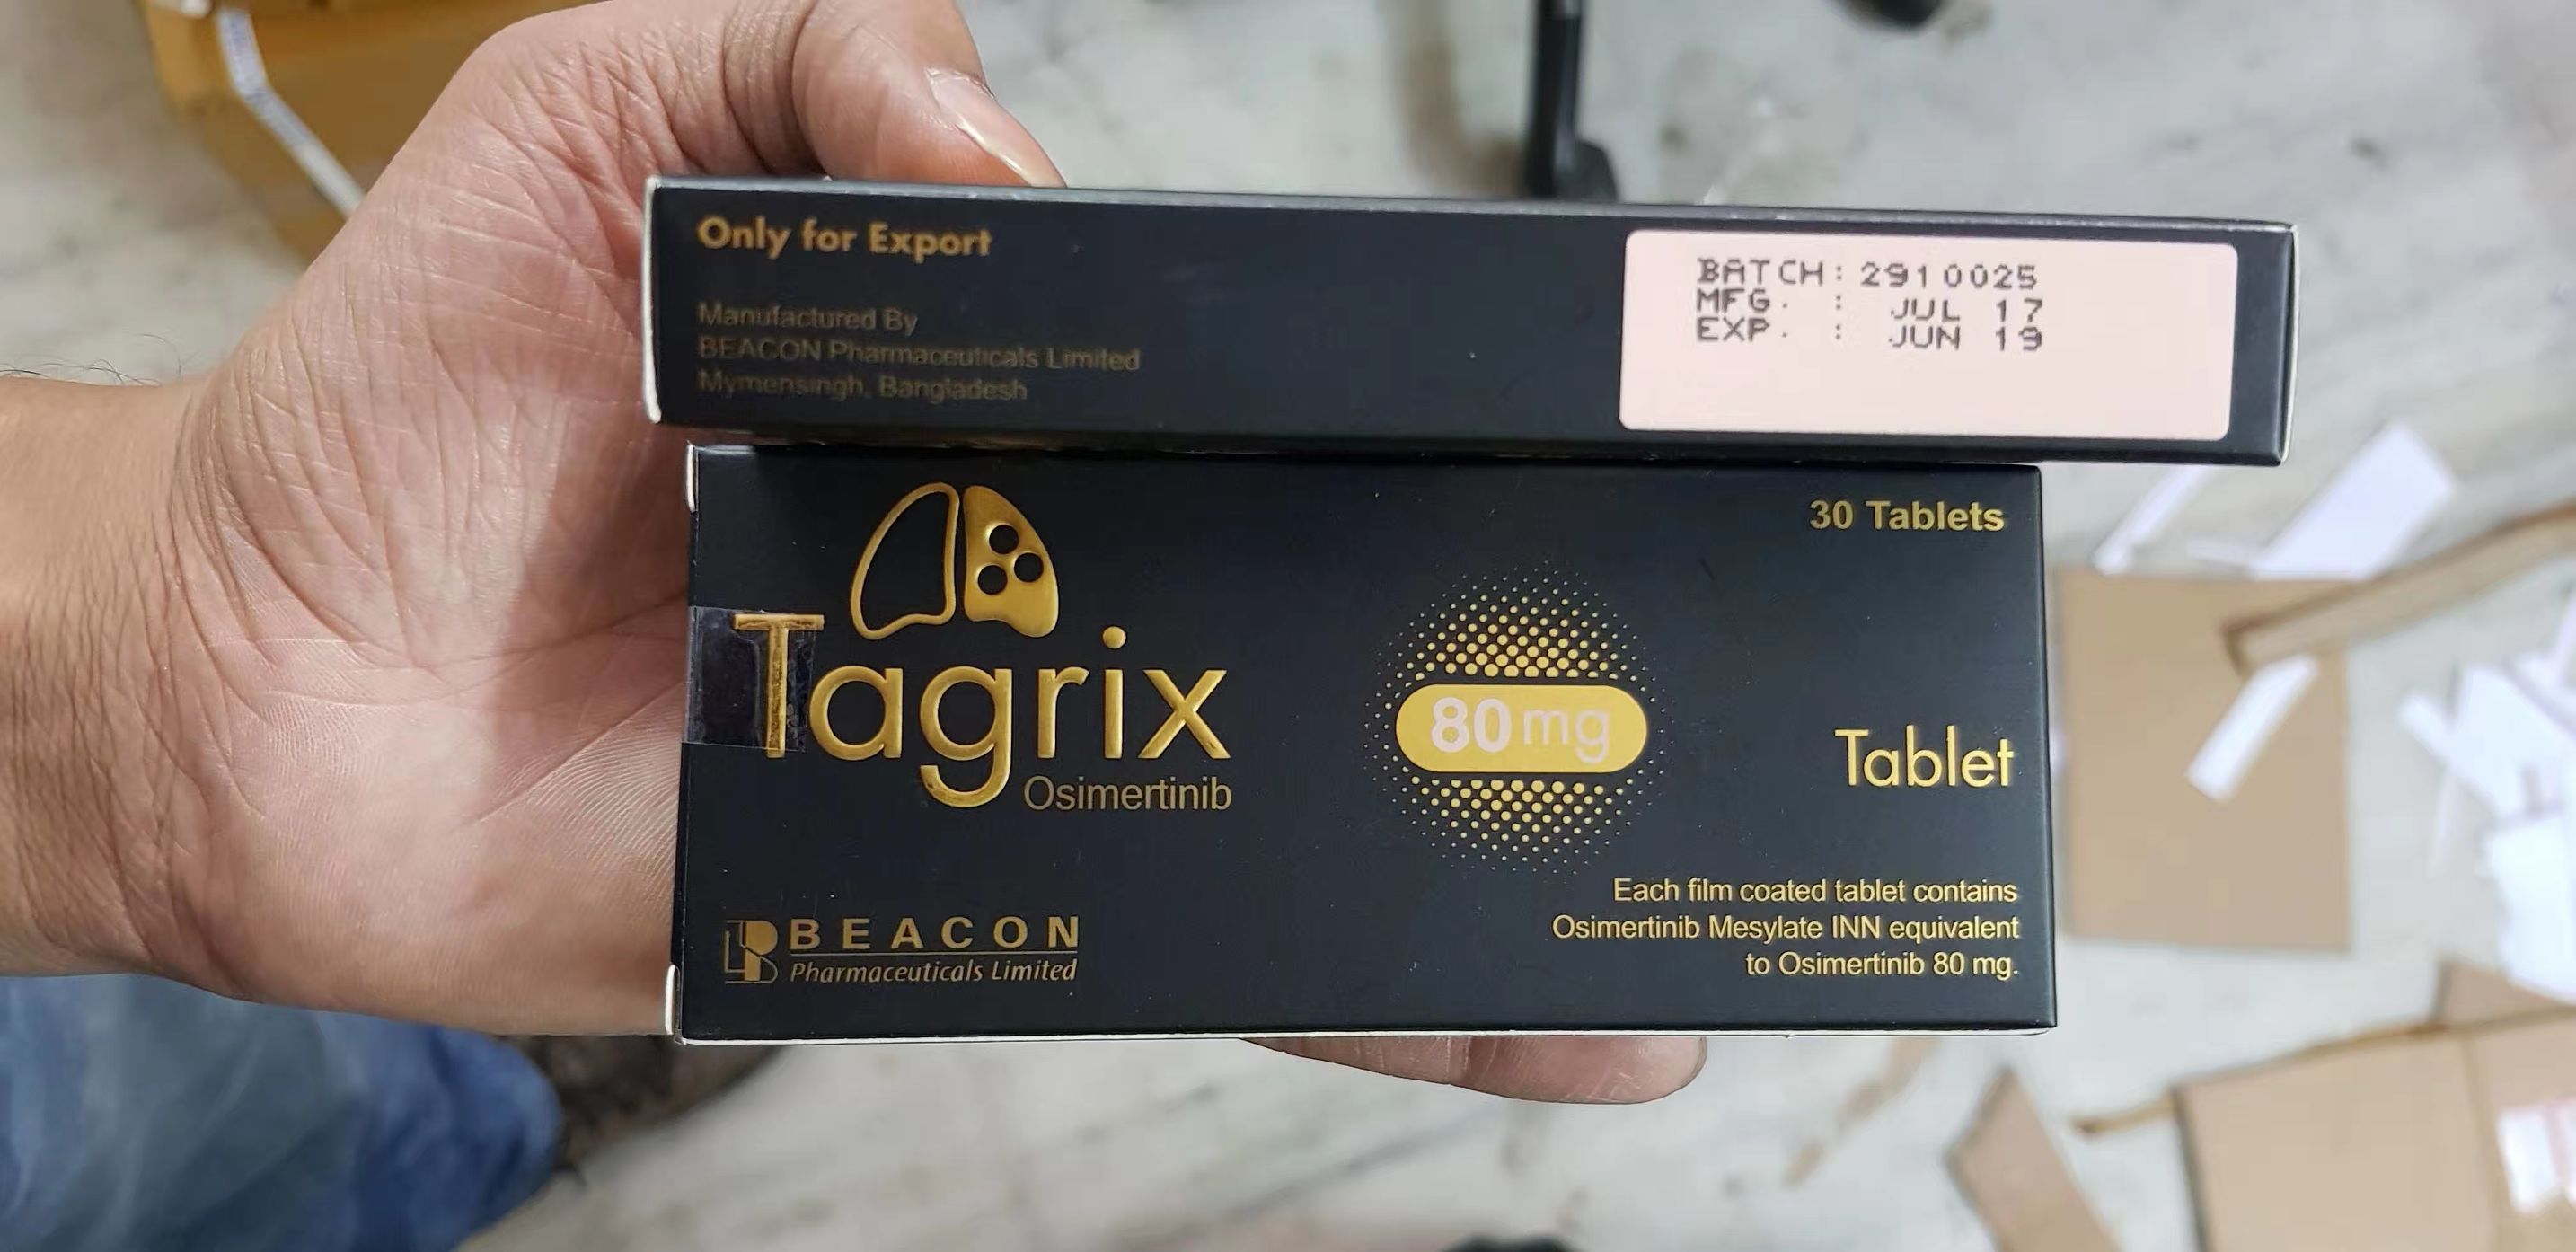 Only for Export
Manufactured By
BEACON Pharmaceuticals Limited
Mymensingh, Bangladesh
BATCH: 2910025
MFG. : JUL 17
EXP. : JUN 19
30 Tablets
Tagrix
Osimertinib
80mg
Tablet
BEACON
Pharmaceuticals Limited
Each film coated tablet contains
Osimertinib Mesylate INN equivalent
to Osimertinib 80 mg.